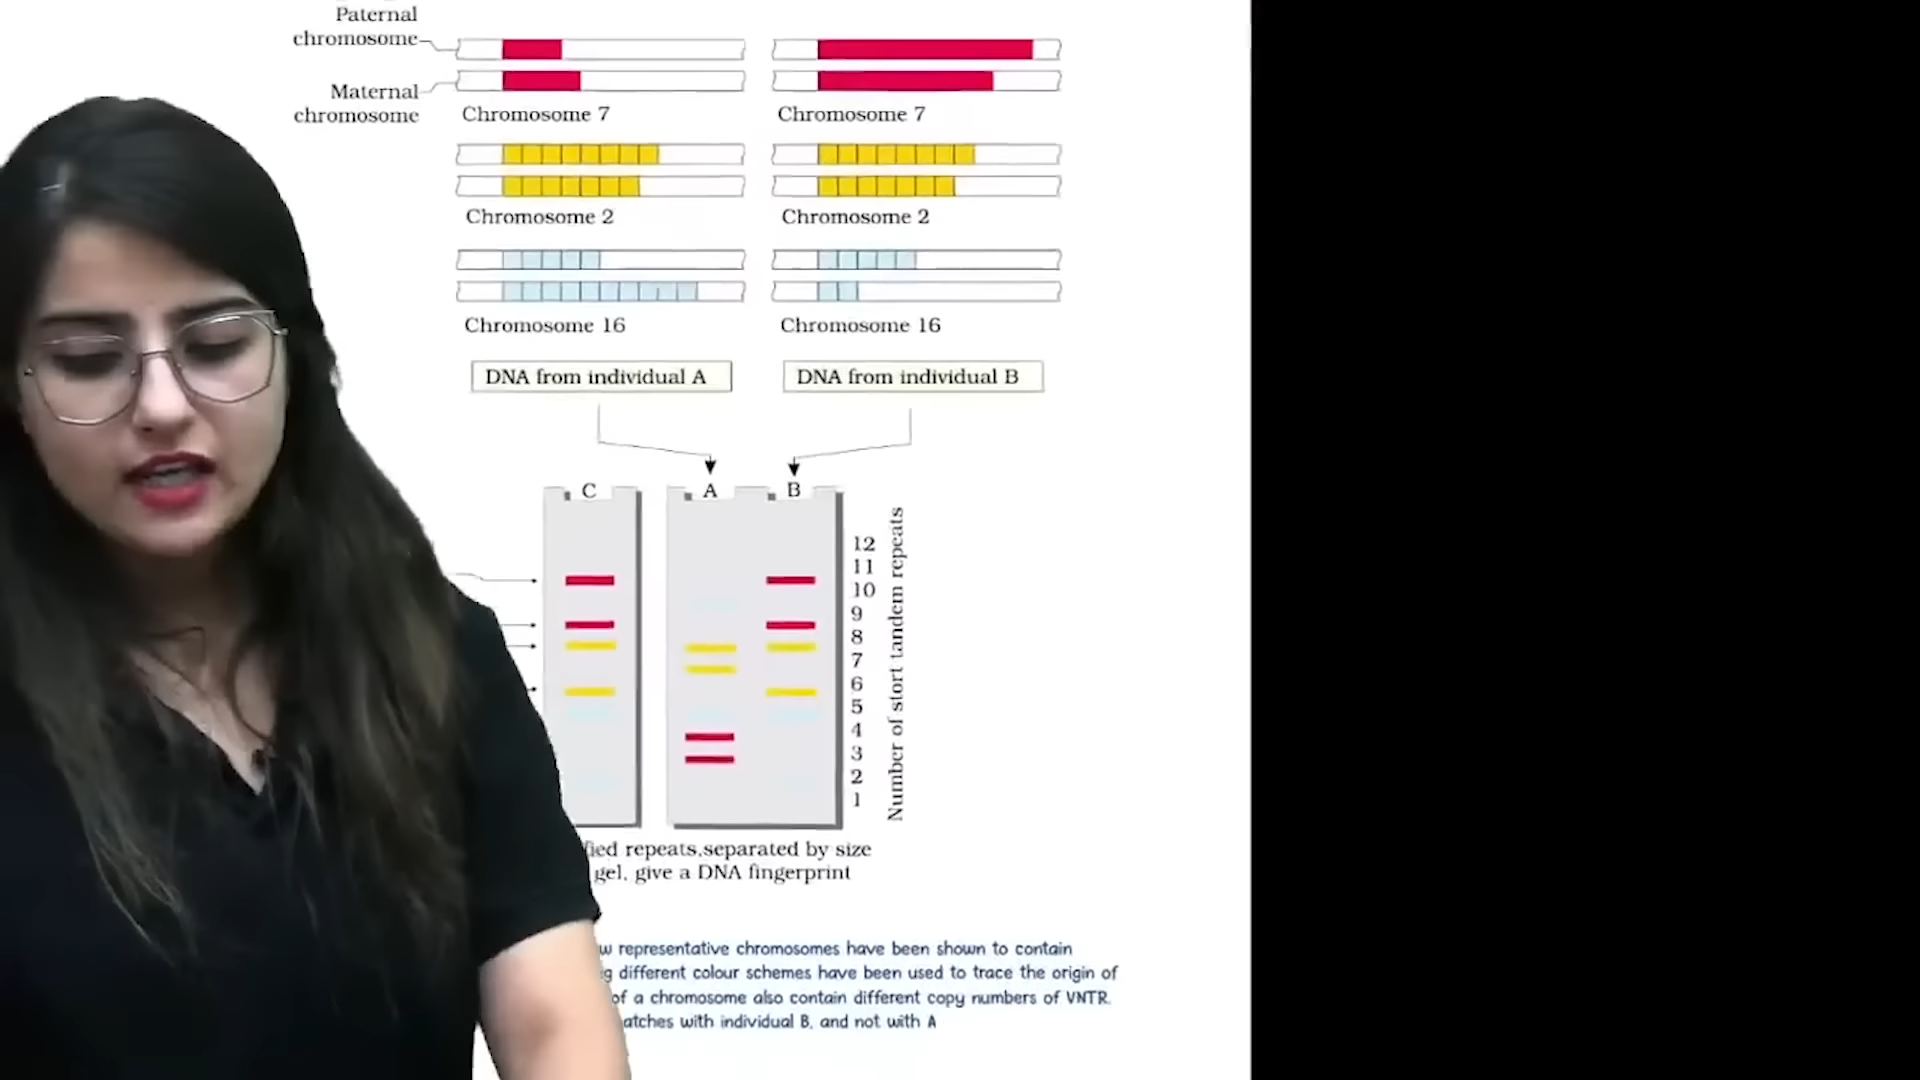 Paternal
chromosome
Maternal
chromosome
Chromosome 7
Chromosome 7
Chromosome 2
Chromosome 2
Chromosome 16
Chromosome 16
DNA from individual A
DNA from individual B
C
A
B
12
11
10
9
8
7
6
5
4
3
2
1
Number of stort tandem repeats
repeats,separated by size
gel, give a DNA fingerprint
representative chromosomes have been shown to contain
different colour schemes have been used to trace the origin of
of a chromosome also contain different copy numbers of VNTR.
with individual B, and not with A